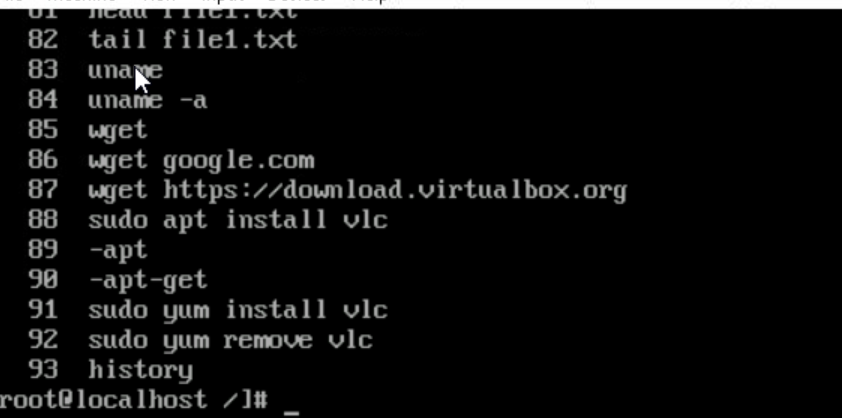 81 head file1.txt
82 tail file1.txt
83 uname
84 uname -a
85 wget
86 wget google.com
87 wget https://download.virtualbox.org
88 sudo apt install vlc
89 -apt
90 -apt-get
91 sudo yum install vlc
92 sudo yum remove vlc
93 history
root@localhost /]# _